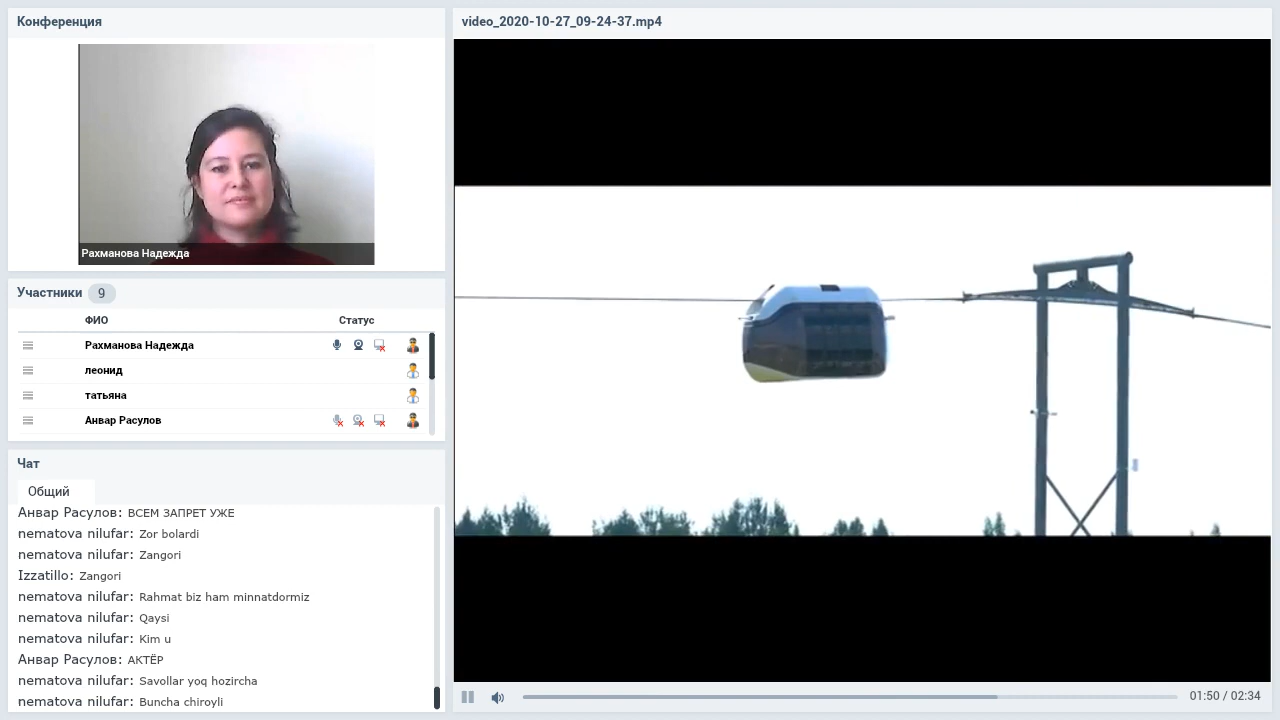 Конференция
Рахманова Надежда
Участники 9
ФИО Статус
Рахманова Надежда
леонид
татьяна
Анвар Расулов
Чат
Общий
Анвар Расулов: ВСЕМ ЗАПРЕТ УЖЕ
nematova nilufar: Zor bolardi
nematova nilufar: Zangori
Izzatillo: Zangori
nematova nilufar: Rahmat biz ham minnatdormiz
nematova nilufar: Qaysi
nematova nilufar: Kim u
Анвар Расулов: АКТЁР
nematova nilufar: Savollar yoq hozircha
nematova nilufar: Buncha chiroyli
video_2020-10-27_09-24-37.mp4
01:50 / 02:34